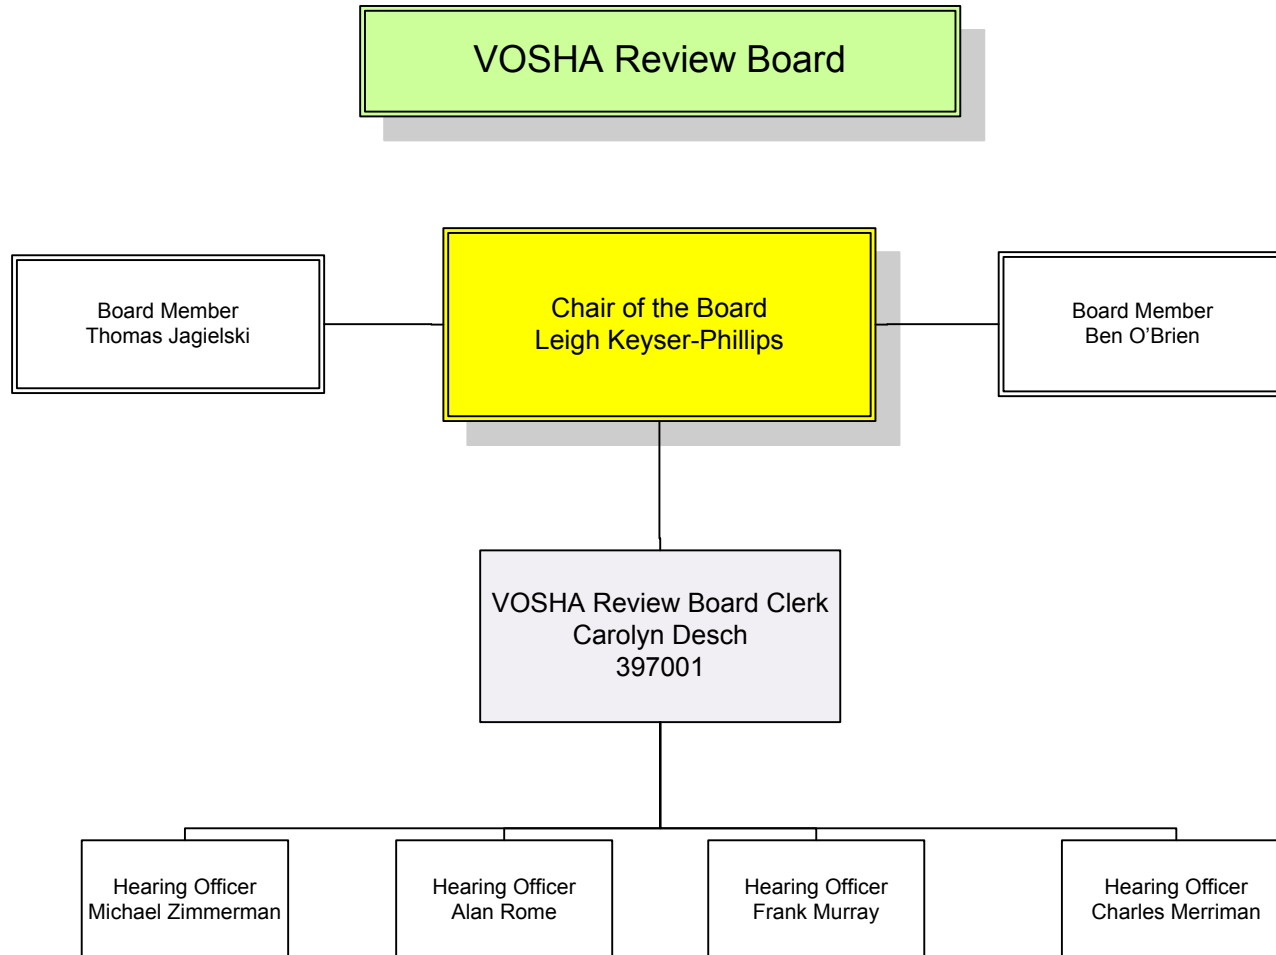 VOSHA Review Board
Board Member
Thomas Jagielski
Chair of the Board
Leigh Keyser-Phillips
Board Member
Ben O’Brien
VOSHA Review Board Clerk
Carolyn Desch
397001
Hearing Officer
Michael Zimmerman
Hearing Officer
Alan Rome
Hearing Officer
Frank Murray
Hearing Officer
Charles Merriman